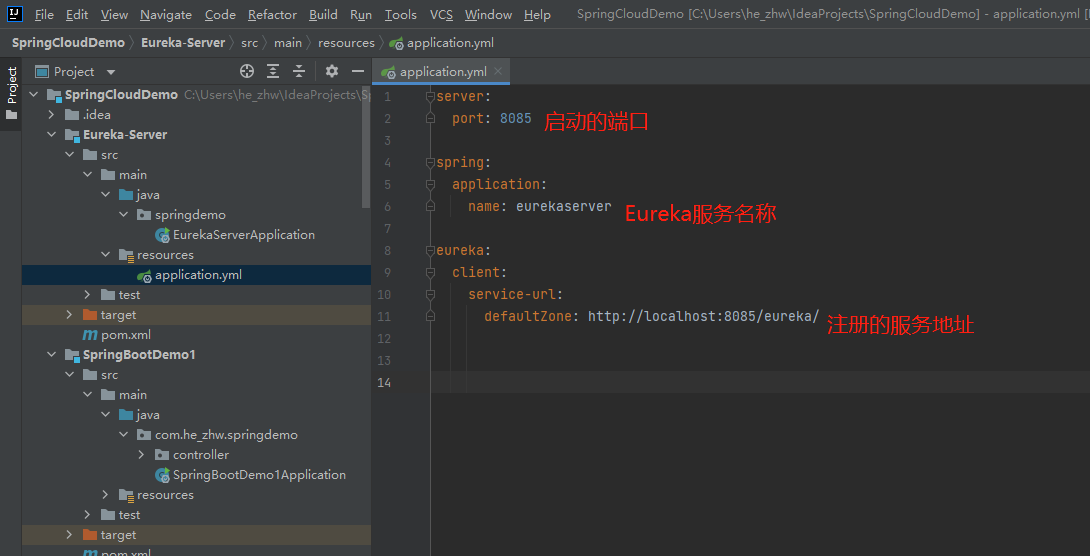 File Edit View Navigate Code Refactor Build Run Tools VCS Window Help SpringCloudDemo [C:\Users\he_zhw\IdeaProjects\SpringCloudDemo] - application.yml
SpringCloudDemo Eureka-Server src main resources application.yml
Project
Project
application.yml
SpringCloudDemo C:\Users\he_zhw\IdeaProjects\
.idea
Eureka-Server
src
main
java
springdemo
EurekaServerApplication
resources
application.yml
test
target
pom.xml
SpringBootDemo1
src
main
java
com.he_zhw.springdemo
controller
SpringBootDemo1Application
resources
test
target
pom.xml
1 server:
2 port: 8085 启动的端口
3
4 spring:
5 application:
6 name: eurekaserver Eureka服务名称
7
8 eureka:
9 client:
10 service-url:
11 defaultZone: http://localhost:8085/eureka/ 注册的服务地址
12
13
14